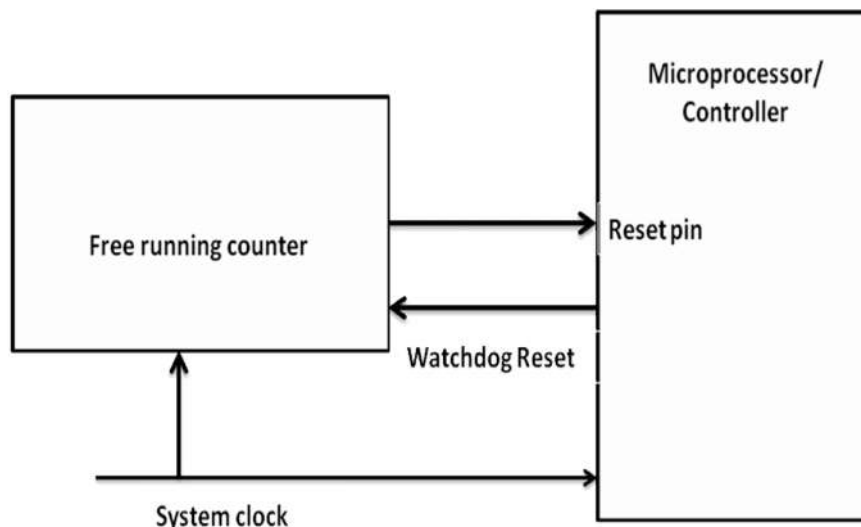 Microprocessor/
Controller
Free running counter
Reset pin
Watchdog Reset
System clock